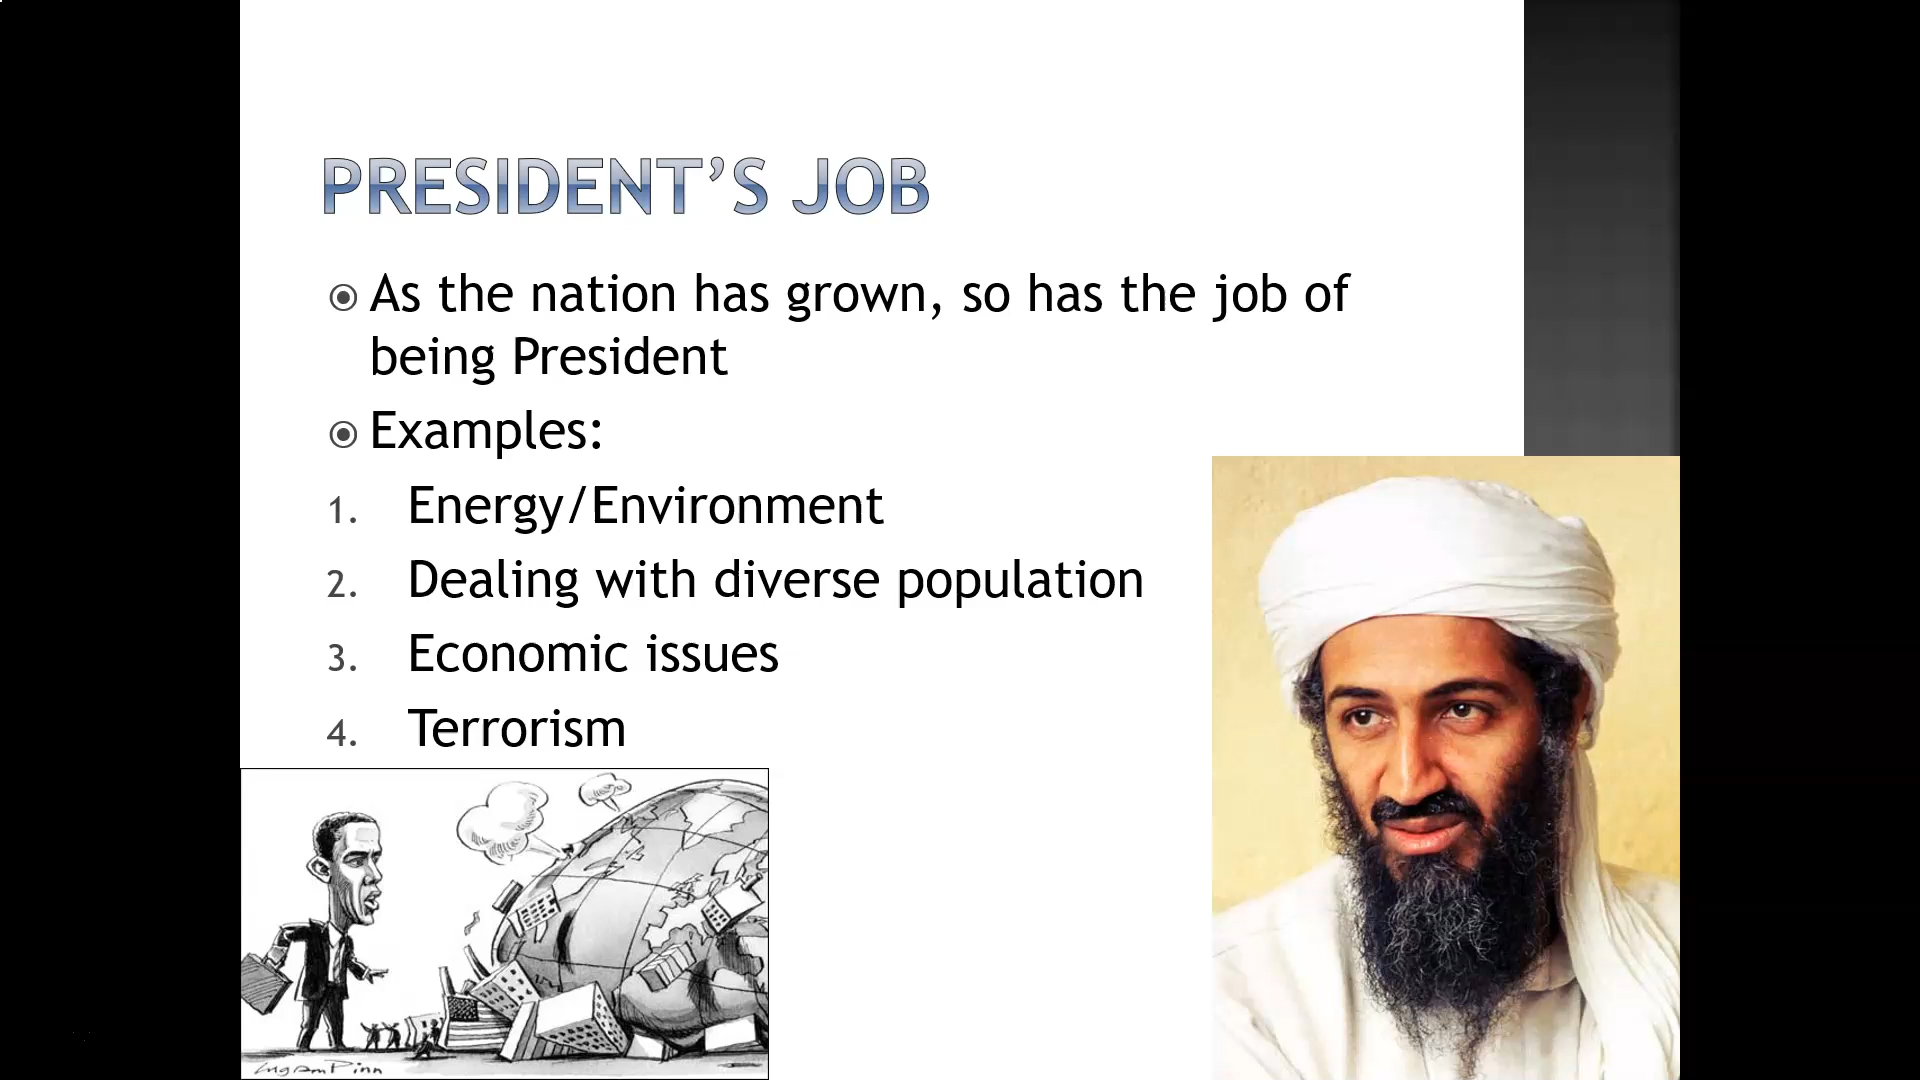 PRESIDENT’S JOB
As the nation has grown, so has the job of
being President
Examples:
1. Energy/Environment
2. Dealing with diverse population
3. Economic issues
4. Terrorism
IngramPinn